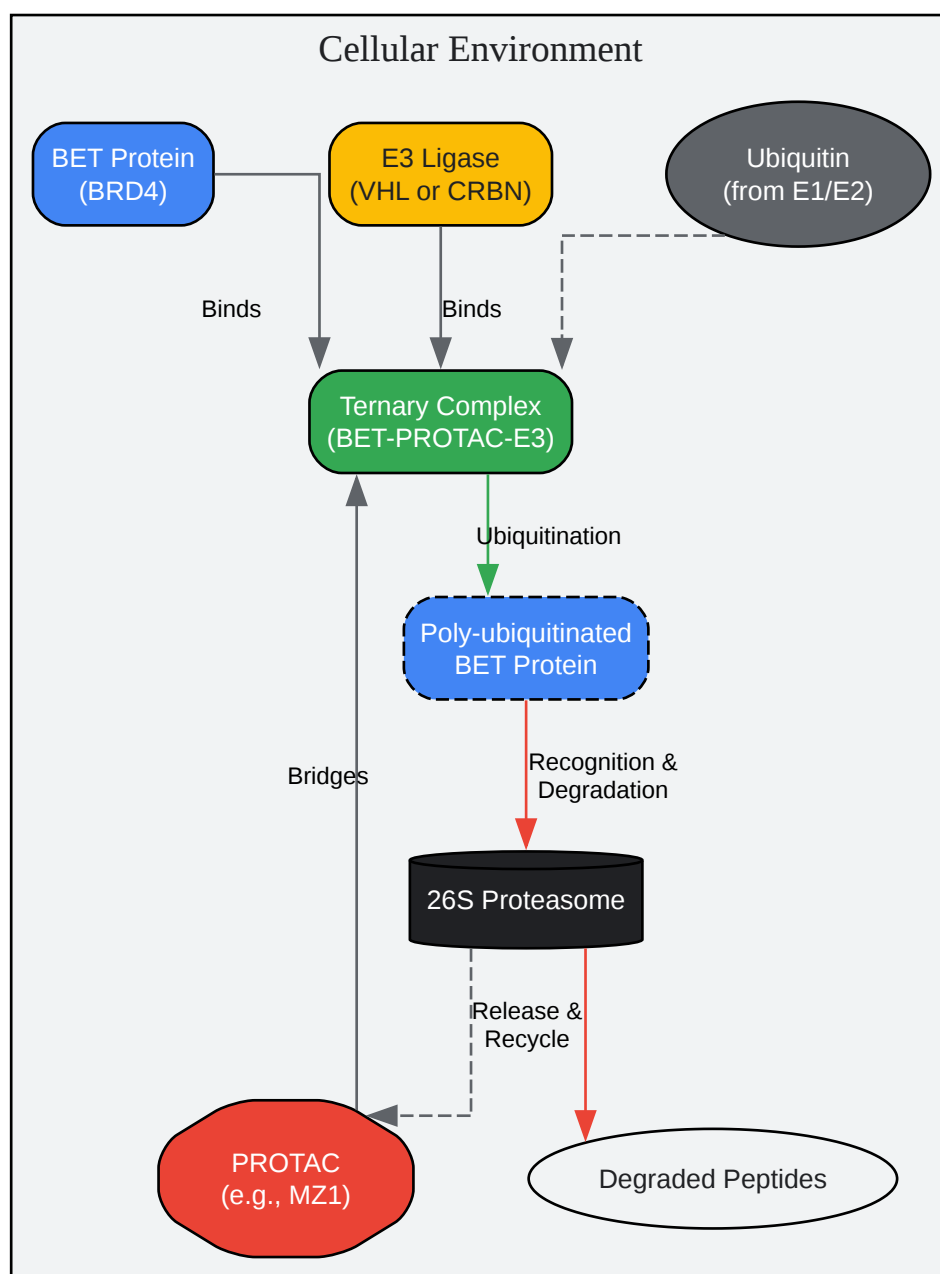 Cellular Environment
BET Protein
(BRD4)
E3 Ligase
(VHL or CRBN)
Ubiquitin
(from E1/E2)
Binds
Binds
Ternary Complex
(BET-PROTAC-E3)
Ubiquitination
Poly-ubiquitinated
BET Protein
Bridges
Recognition &
Degradation
26S Proteasome
Release &
Recycle
PROTAC
(e.g., MZ1)
Degraded Peptides